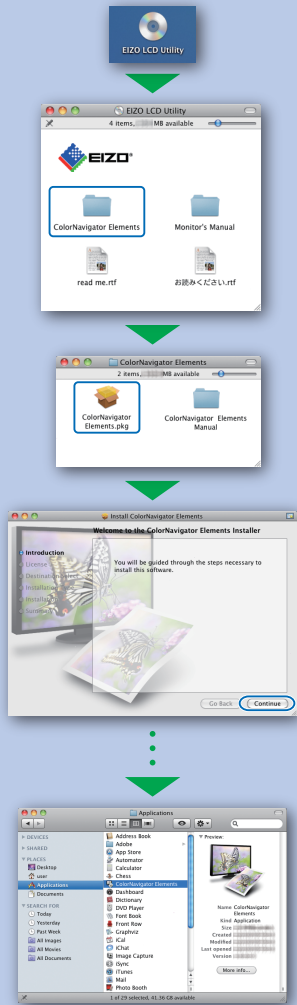 EIZO LCD Utility
EIZO LCD Utility
4 items, MB available
EIZO
ColorNavigator Elements
Monitor's Manual
read me.rtf
お読みください.rtf
ColorNavigator Elements
2 items, MB available
ColorNavigator
Elements.pkg
ColorNavigator Elements
Manual
Install ColorNavigator Elements
Welcome to the ColorNavigator Elements Installer
Introduction
License
Destination Select
Installation
Installation
Summary
You will be guided through the steps necessary to
install this software.
Go Back
Continue
Applications
DEVICES
SHARED
PLACES
Desktop
user
Applications
Documents
SEARCH FOR
Today
Yesterday
Past Week
All Images
All Movies
All Documents
Address Book
Adobe
App Store
Automator
Calculator
Chess
ColorNavigator Elements
Dashboard
Dictionary
DVD Player
Font Book
Front Row
Graphviz
iCal
iChat
Image Capture
iSync
iTunes
Mail
Photo Booth
Preview:
Name ColorNavigator
Elements
Kind Application
Size
Created
Modified
Last opened
Version
More info...
1 of 29 selected, 41.36 GB available